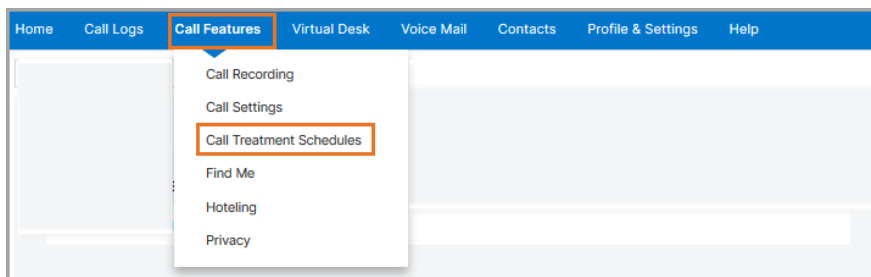 Home Call Logs Call Features Virtual Desk Voice Mail Contacts Profile & Settings Help
Call Recording
Call Settings
Call Treatment Schedules
Find Me
Hoteling
Privacy